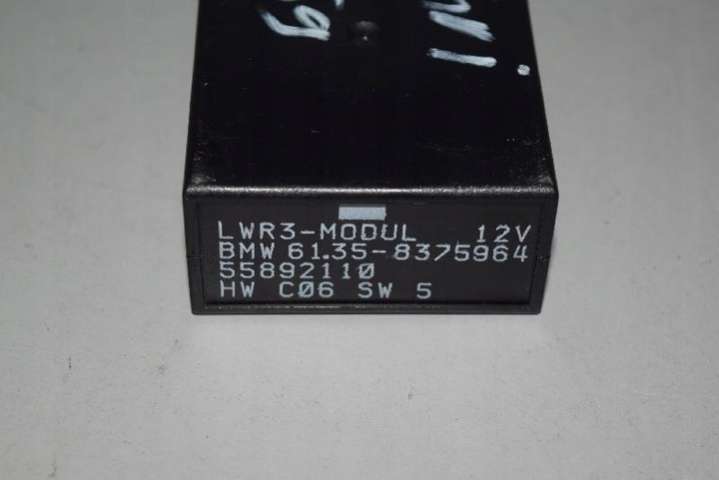 LWR3-MODUL 12V
BMW 61.35-8375964
55892110
HW C06 SW 5